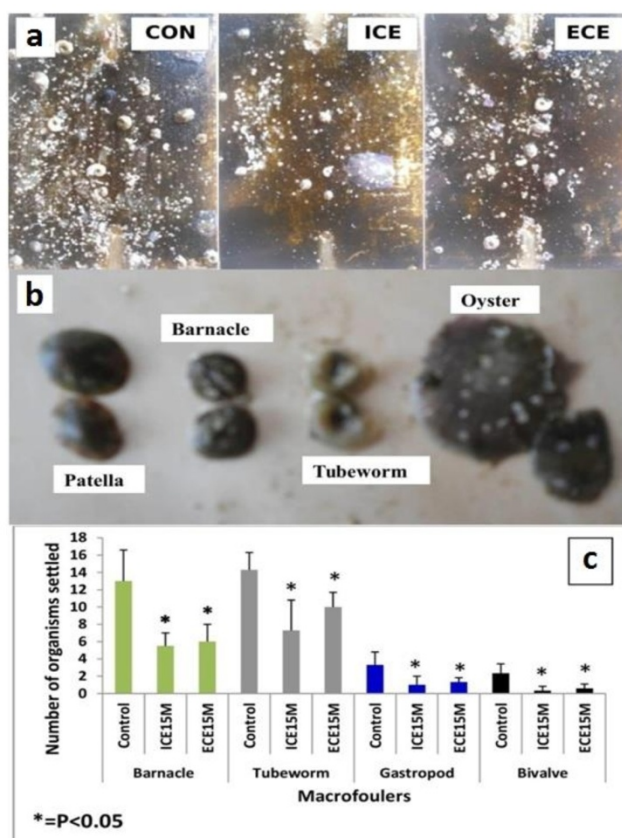 a
CON
ICE
ECE
b
Oyster
Barnacle
Tubeworm
Patella
c
Number of organisms settled
18
16
14
12
10
8
6
4
2
0
* * * * * * * *
Control ICE15M ECE15M Control ICE15M ECE15M Control ICE15M ECE15M Control ICE15M ECE15M
Barnacle Tubeworm Gastropod Bivalve
Macrofoulers
*=P<0.05